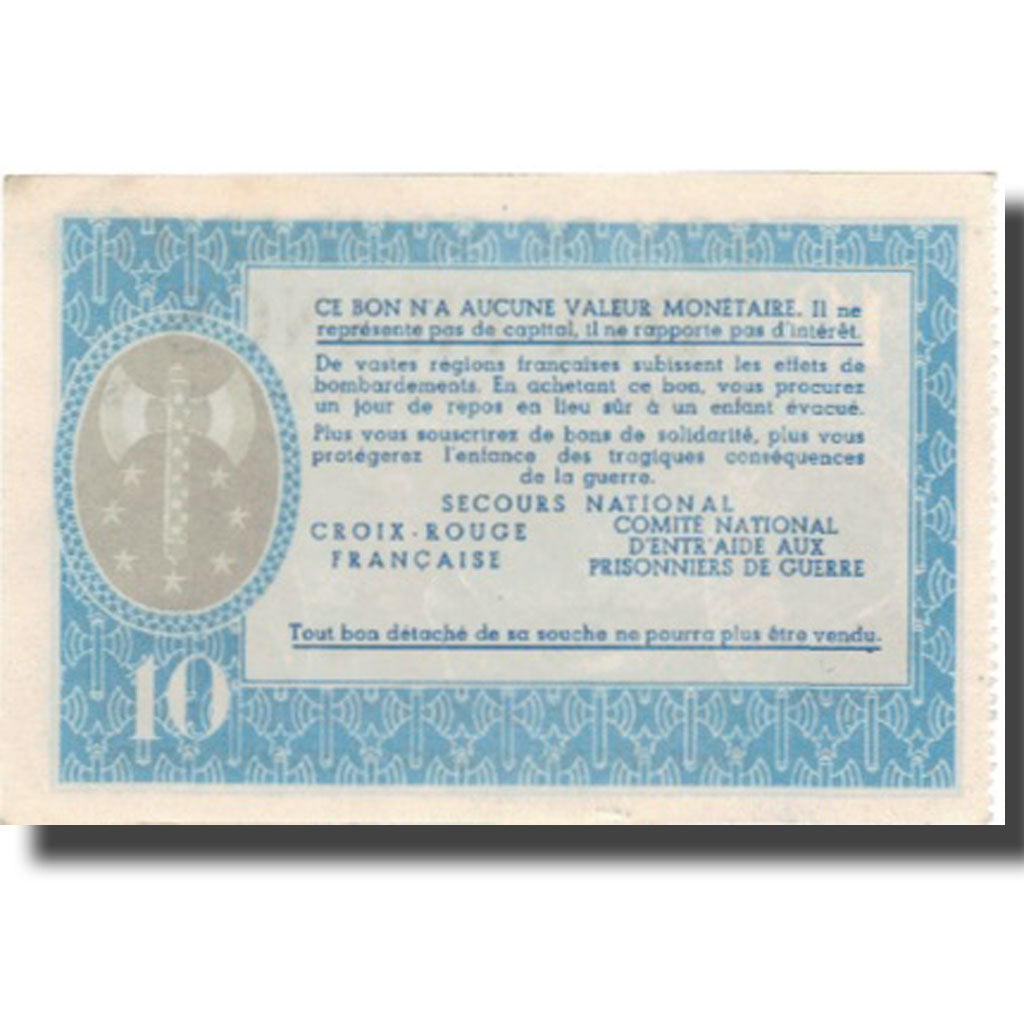 CE BON N'A AUCUNE VALEUR MONÉTAIRE. Il ne
représente pas de capital, il ne rapporte pas d'intérêt.
De vastes régions françaises subissent les effets de
bombardements. En achetant ce bon, vous procurez
un jour de repos en lieu sûr à un enfant évacué.
Plus vous souscrirez de bons de solidarité, plus vous
protégerez l'enfance des tragiques conséquences
de la guerre.
SECOURS NATIONAL
CROIX-ROUGE
FRANÇAISE
COMITÉ NATIONAL
D'ENTR'AIDE AUX
PRISONNIERS DE GUERRE
Tout bon détaché de sa souche ne pourra plus être vendu.
10